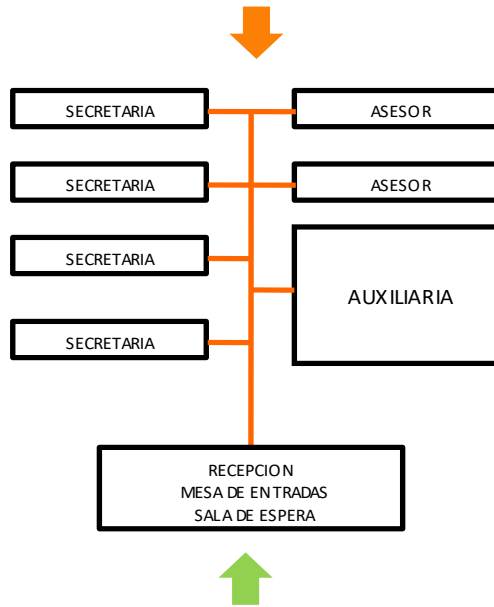 SECRETARIA
ASESOR
SECRETARIA
ASESOR
SECRETARIA
AUXILIARIA
SECRETARIA
RECEPCION
MESA DE ENTRADAS
SALA DE ESPERA